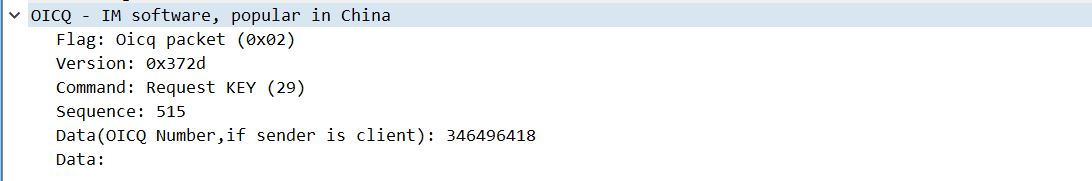 OICQ - IM software, popular in China
Flag: Oicq packet (0x02)
Version: 0x372d
Command: Request KEY (29)
Sequence: 515
Data(OICQ Number,if sender is client): 346496418
Data: